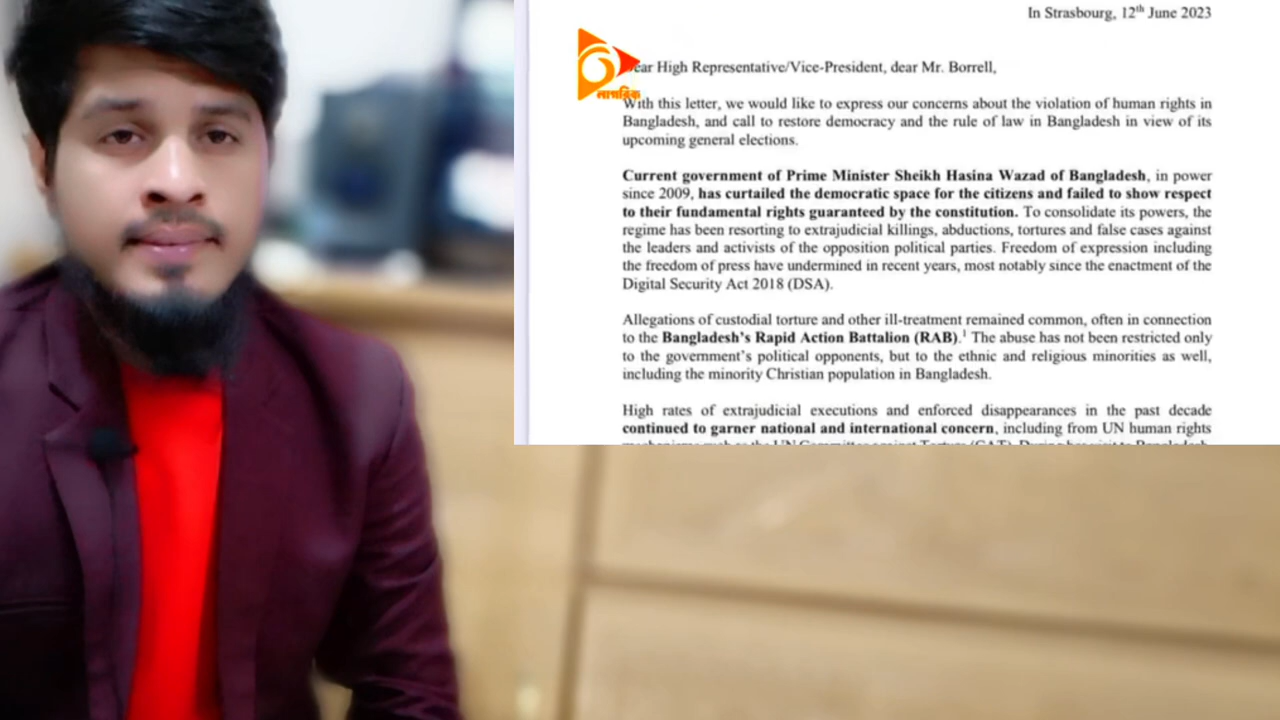 In Strasbourg, 12th June 2023
নাগরিক
ear High Representative/Vice-President, dear Mr. Borrell,
With this letter, we would like to express our concerns about the violation of human rights in
Bangladesh, and call to restore democracy and the rule of law in Bangladesh in view of its
upcoming general elections.
Current government of Prime Minister Sheikh Hasina Wazad of Bangladesh, in power
since 2009, has curtailed the democratic space for the citizens and failed to show respect
to their fundamental rights guaranteed by the constitution. To consolidate its powers, the
regime has been resorting to extrajudicial killings, abductions, tortures and false cases against
the leaders and activists of the opposition political parties. Freedom of expression including
the freedom of press have undermined in recent years, most notably since the enactment of the
Digital Security Act 2018 (DSA).
Allegations of custodial torture and other ill-treatment remained common, often in connection
to the Bangladesh's Rapid Action Battalion (RAB).1 The abuse has not been restricted only
to the government's political opponents, but to the ethnic and religious minorities as well,
including the minority Christian population in Bangladesh.
High rates of extrajudicial executions and enforced disappearances in the past decade
continued to garner national and international concern, including from UN human rights